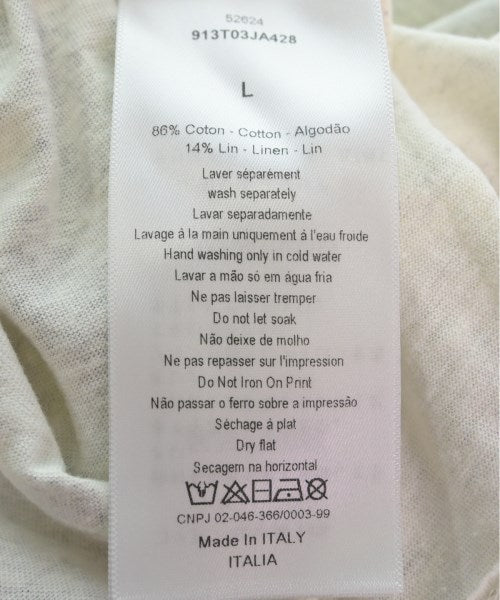 52624
913T03JA428
L
86% Coton - Cotton - Algodão
14% Lin - Linen - Lin
Laver séparément
wash separately
Lavar separadamente
Lavage à la main uniquement à l'eau froide
Hand washing only in cold water
Lavar a mão só em água fria
Ne pas laisser tremper
Do not let soak
Não deixe de molho
Ne pas repasser sur l'impression
Do Not Iron On Print
Não passar o ferro sobre a impressão
Séchage à plat
Dry flat
Secagem na horizontal
CNPJ 02-046-366/0003-99
Made In ITALY
ITALIA